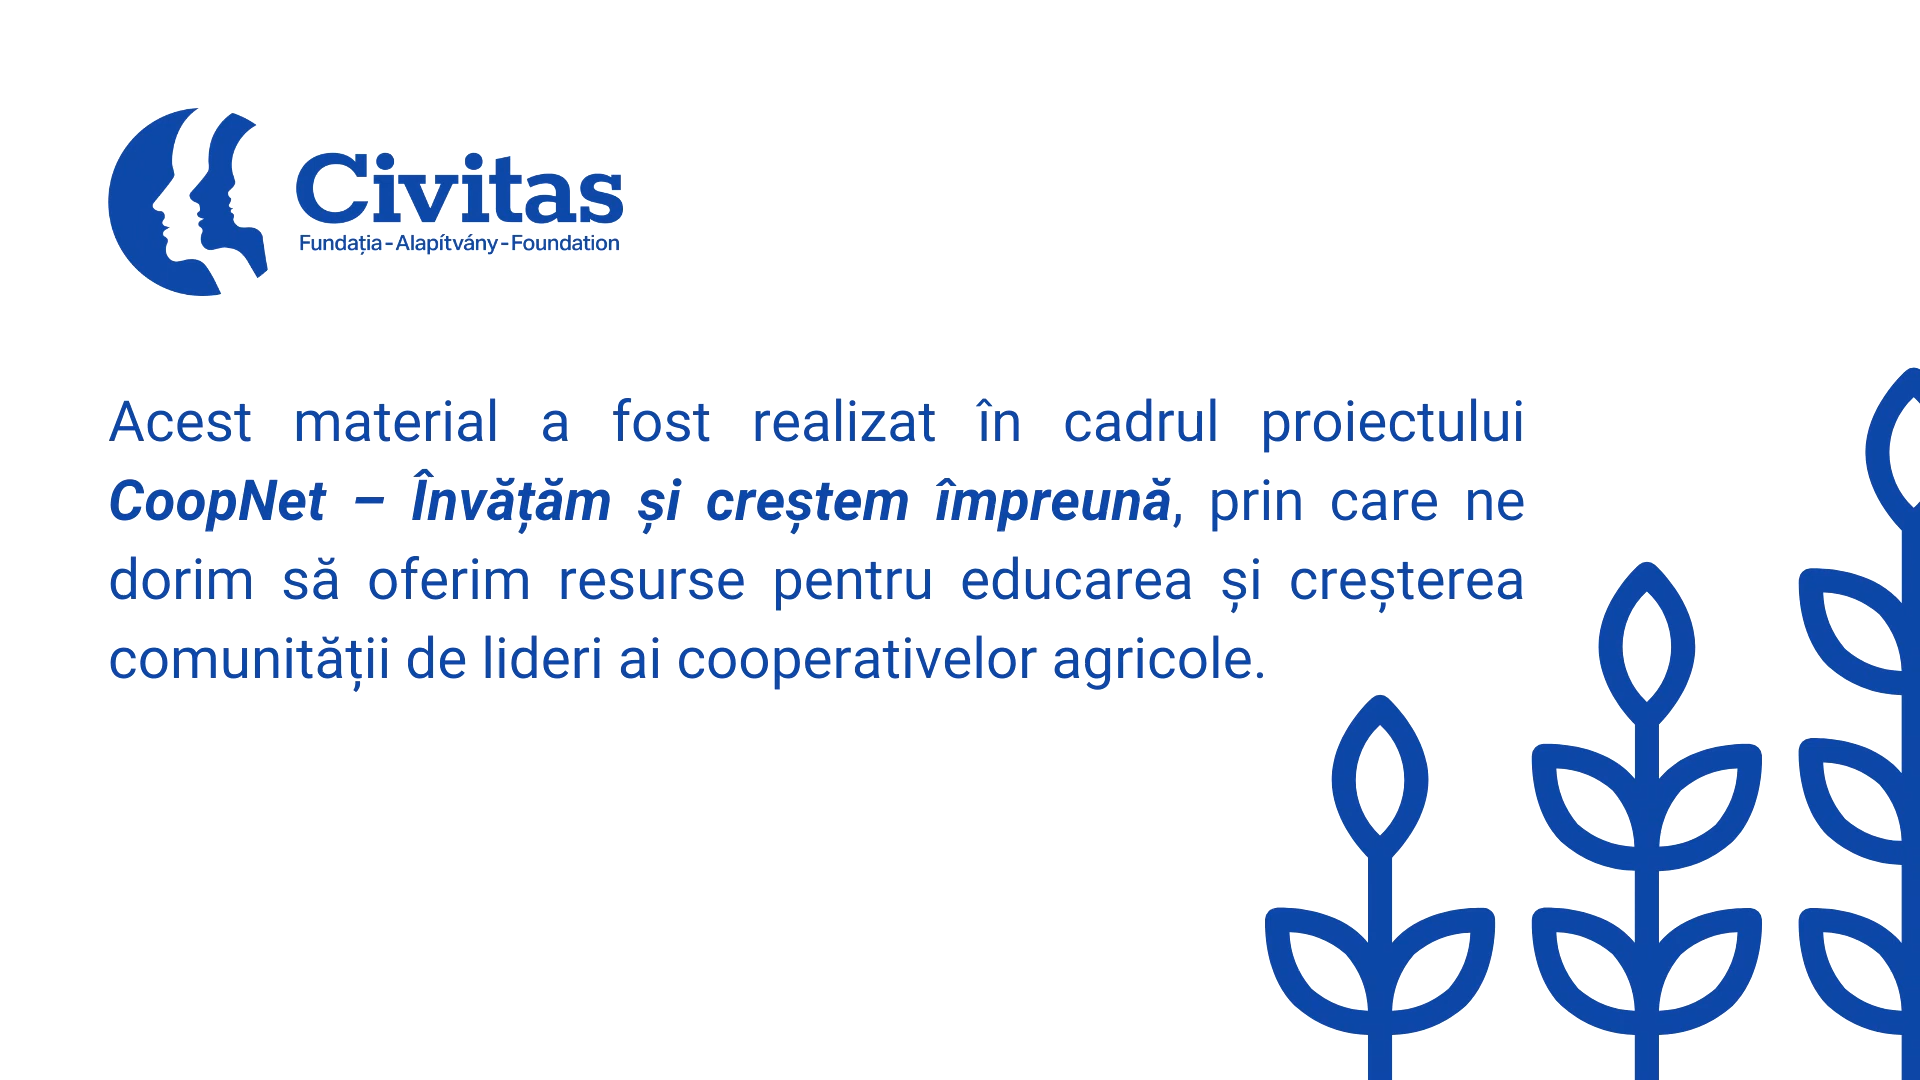 Civitas
Fundația-Alapítvány-Foundation
Acest material a fost realizat în cadrul proiectului
CoopNet – Învățăm și creștem împreună, prin care ne
dorim să oferim resurse pentru educarea și creșterea
comunității de lideri ai cooperativelor agricole.